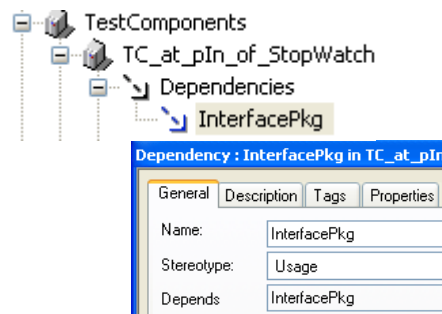 TestComponents
TC_at_pIn_of_StopWatch
Dependencies
InterfacePkg
Dependency : InterfacePkg in TC_at_pIn
General Description Tags Properties
Name: InterfacePkg
Stereotype: Usage
Depends InterfacePkg